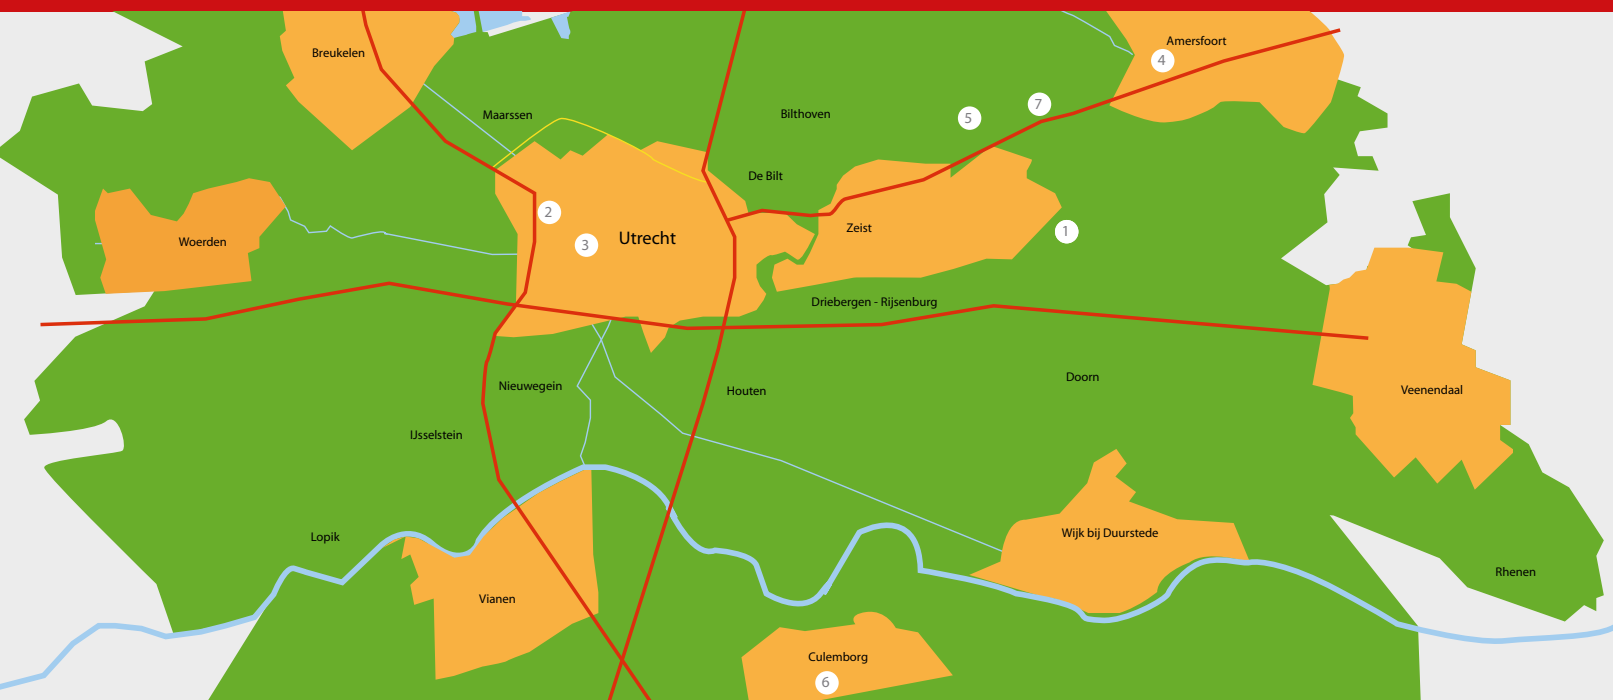 Breukelen
Amersfoort
4
Maarssen
Bilthoven
5
7
De Bilt
2
Zeist
1
Woerden
3
Utrecht
Driebergen - Rijsenburg
Nieuwegein
Houten
Doorn
Veenendaal
IJsselstein
Lopik
Wijk bij Duurstede
Rhenen
Vianen
Culemborg
6